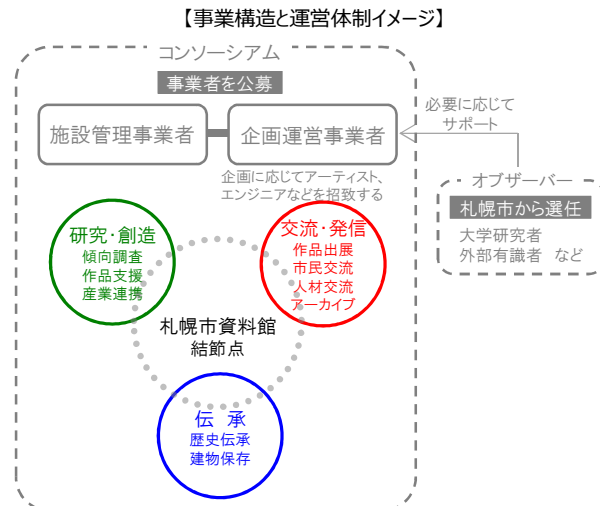 【事業構造と運営体制イメージ】
コンソーシアム
事業者を公募
施設管理事業者
企画運営事業者
企画に応じてアーティスト、
エンジニアなどを招致する
必要に応じて
サポート
オブザーバー
札幌市から選任
大学研究者
外部有識者 など
研究・創造
傾向調査
作品支援
産業連携
交流・発信
作品出展
市民交流
人材交流
アーカイブ
札幌市資料館
結節点
伝 承
歴史伝承
建物保存